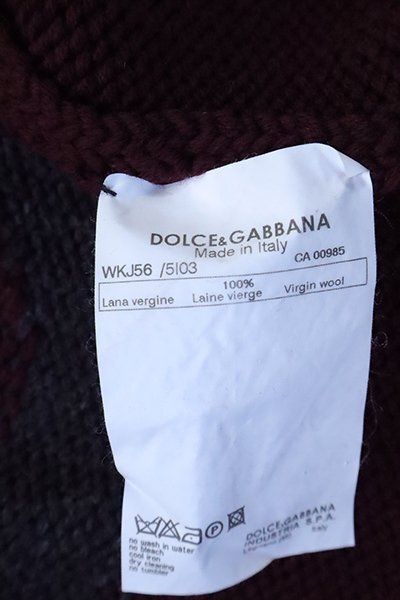 DOLCE&GABBANA
Made in Italy
WKJ56 /5I03 CA 00985
100%
Lana vergine Laine vierge Virgin wool
a P
no wash in water
no bleach
cool iron
dry cleaning
no tumbler
DOLCE&GABBANA
INDUSTRIA S.P.A.
Italy